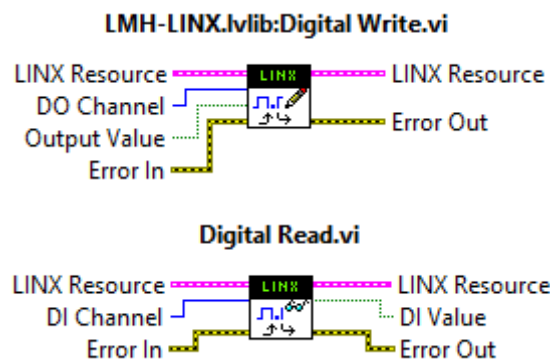 LMH-LINX.lvlib:Digital Write.vi
LINX Resource LINX LINX Resource
DO Channel
Output Value Error Out
Error In
Digital Read.vi
LINX Resource LINX LINX Resource
DI Channel DI Value
Error In Error Out